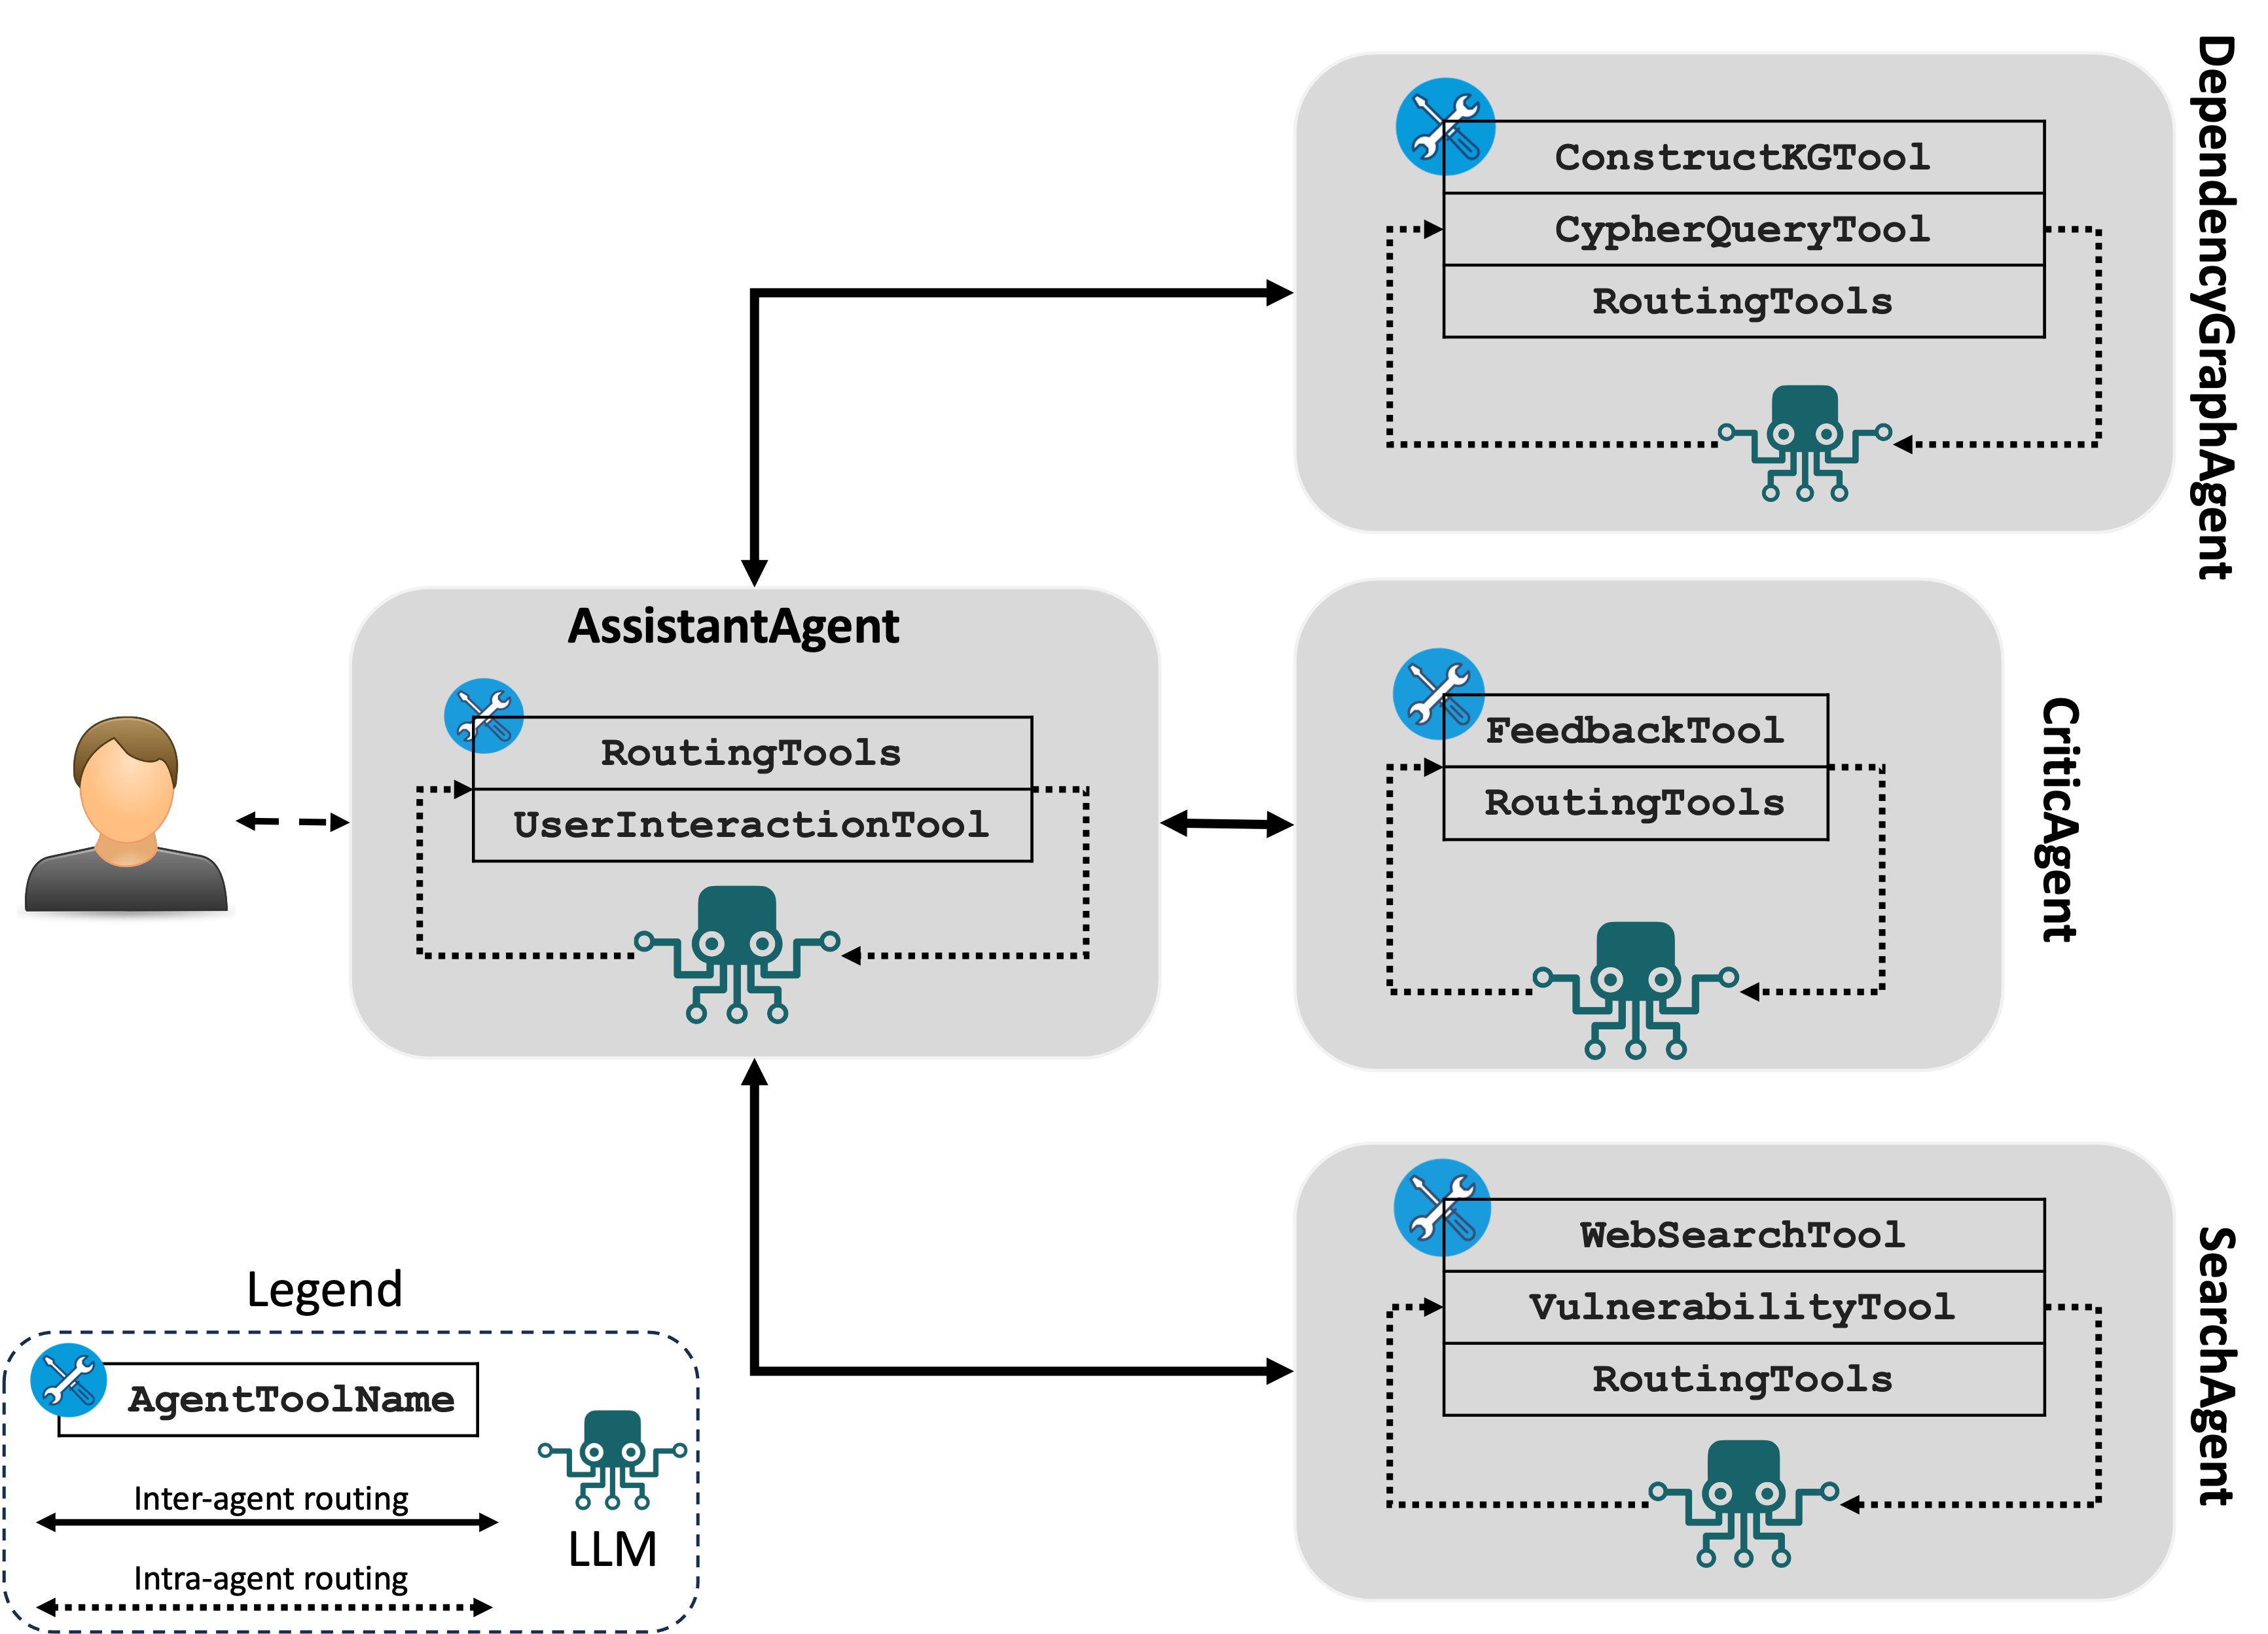 DependencyGraphAgent
ConstructKGTool
CypherQueryTool
RoutingTools
AssistantAgent
RoutingTools
UserInteractionTool
CriticAgent
FeedbackTool
RoutingTools
SearchAgent
WebSearchTool
VulnerabilityTool
RoutingTools
Legend
AgentToolName
Inter-agent routing
Intra-agent routing
LLM